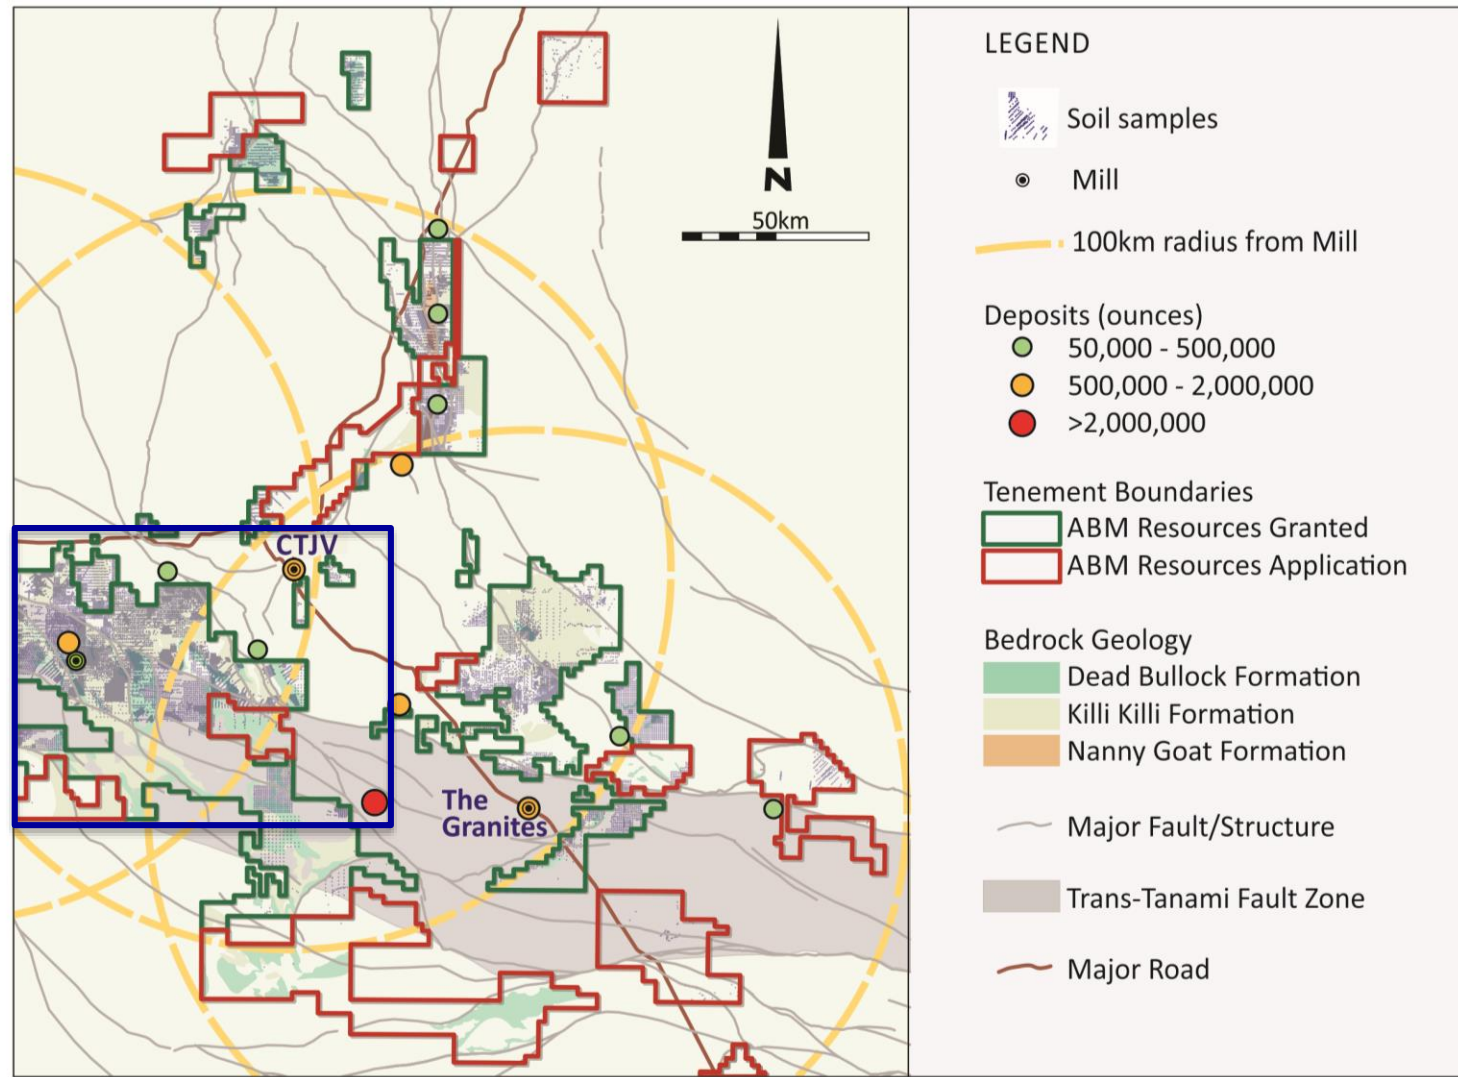 N
50km
CTJV
The
Granites
LEGEND
Soil samples
Mill
100km radius from Mill
Deposits (ounces)
50,000 - 500,000
500,000 - 2,000,000
>2,000,000
Tenement Boundaries
ABM Resources Granted
ABM Resources Application
Bedrock Geology
Dead Bullock Formation
Killi Killi Formation
Nanny Goat Formation
Major Fault/Structure
Trans-Tanami Fault Zone
Major Road